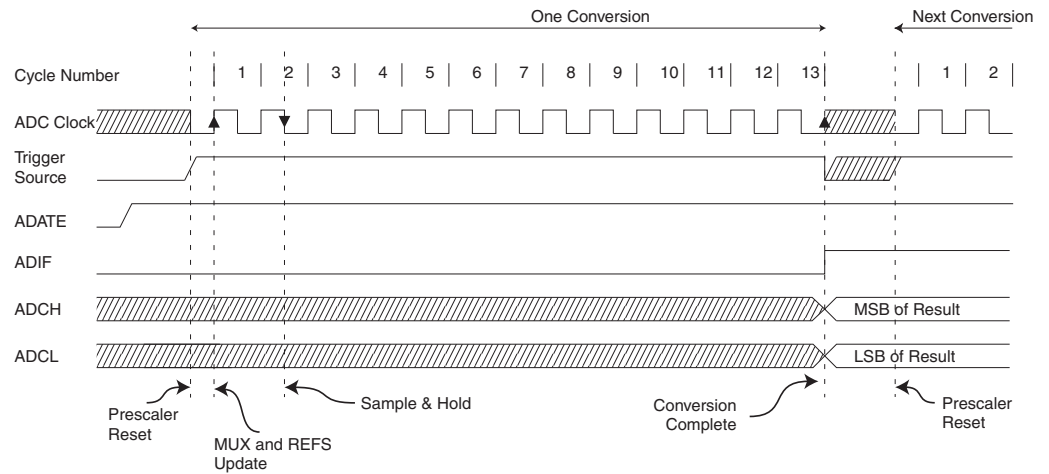 One Conversion
Next Conversion
Cycle Number
1 2 3 4 5 6 7 8 9 10 11 12 13 1 2
ADC Clock
Trigger
Source
ADATE
ADIF
ADCH
MSB of Result
ADCL
LSB of Result
Prescaler
Reset
MUX and REFS
Update
Sample & Hold
Conversion
Complete
Prescaler
Reset